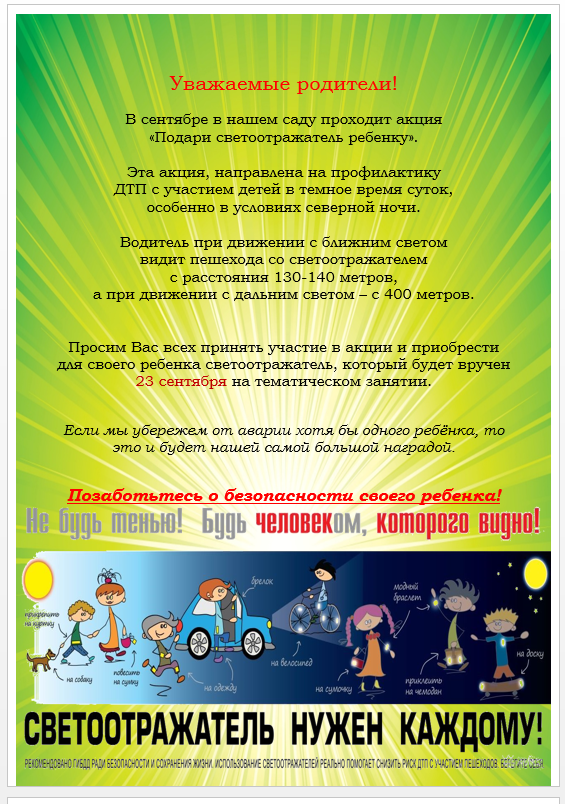 Уважаемые родители!
В сентябре в нашем саду проходит акция
«Подари светоотражатель ребенку».
Эта акция, направлена на профилактику
ДТП с участием детей в темное время суток,
особенно в условиях северной ночи.
Водитель при движении с ближним светом
видит пешехода со светоотражателем
с расстояния 130-140 метров,
а при движении с дальним светом – с 400 метров.
Просим Вас всех принять участие в акции и приобрести
для своего ребенка светоотражатель, который будет вручен
23 сентября на тематическом занятии.
Если мы убережем от аварии хотя бы одного ребёнка, то
это и будет нашей самой большой наградой.
Позаботьтесь о безопасности своего ребенка!
Не будь тенью! Будь человеком, которого видно!
прикрепить
на куртку
на собаку
повесить
на сумку
на одежду
брелок
на велосипед
на сумочку
модный
браслет
приклеить
на чемодан
на доску
СВЕТООТРАЖАТЕЛЬ НУЖЕН КАЖДОМУ!
РЕКОМЕНДОВАНО ГИБДД РАДИ БЕЗОПАСНОСТИ И СОХРАНЕНИЯ ЖИЗНИ. ИСПОЛЬЗОВАНИЕ СВЕТООТРАЖАТЕЛЕЙ РЕАЛЬНО ПОМОГАЕТ СНИЗИТЬ РИСК ДТП С УЧАСТИЕМ ПЕШЕХОДОВ. БЕРЕГИТЕ СЕБЯ